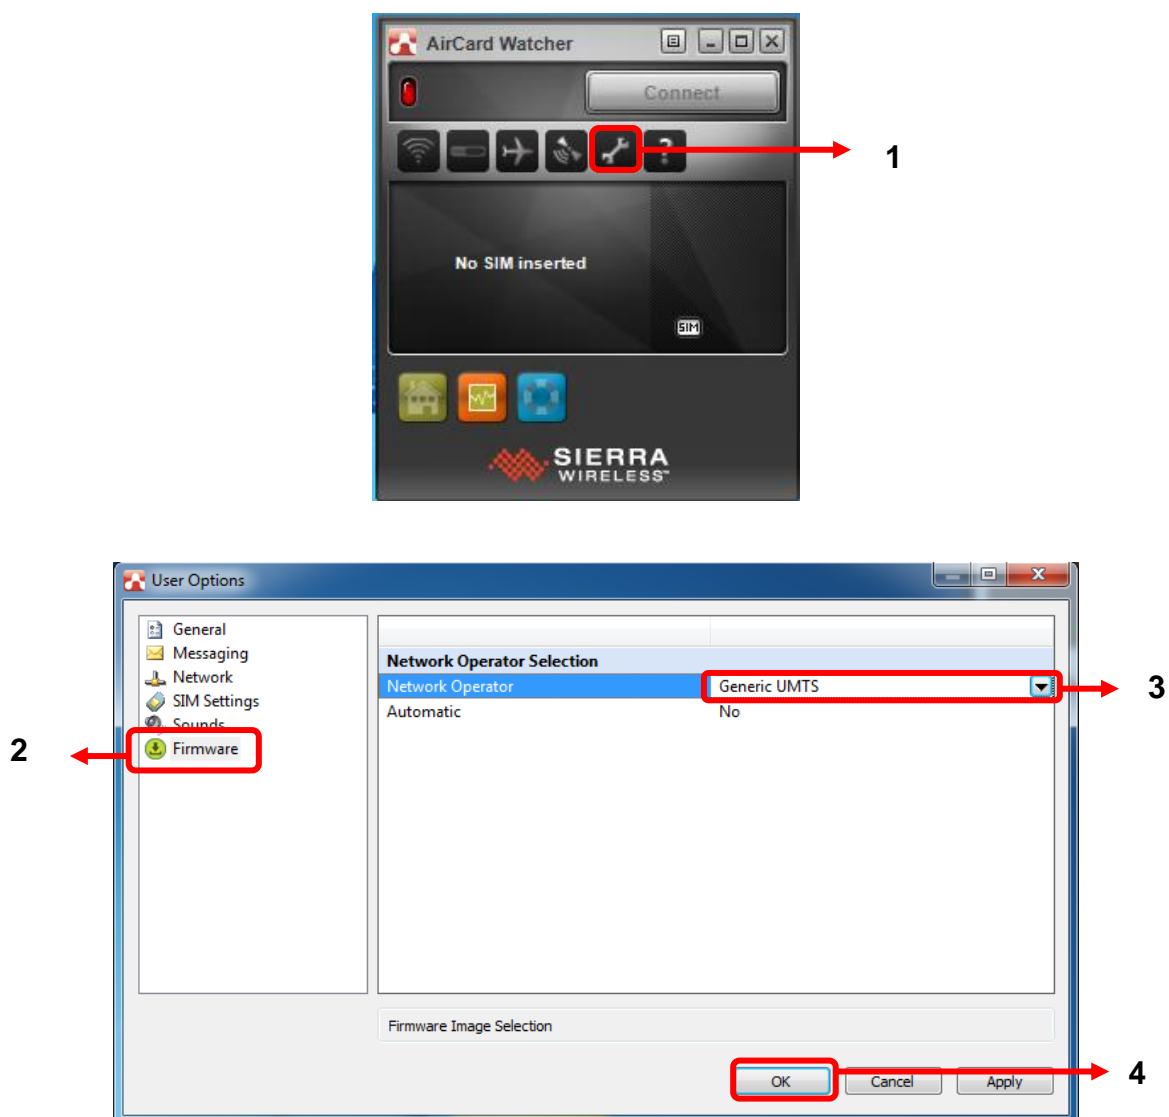 AirCard Watcher
Connect
?
1
No SIM inserted
SIM
SIERRA
WIRELESS™
User Options
General
Messaging
Network
SIM Settings
Sounds
Firmware
2
Network Operator Selection
Network Operator Generic UMTS
3
Automatic No
Firmware Image Selection
OK Cancel Apply
4